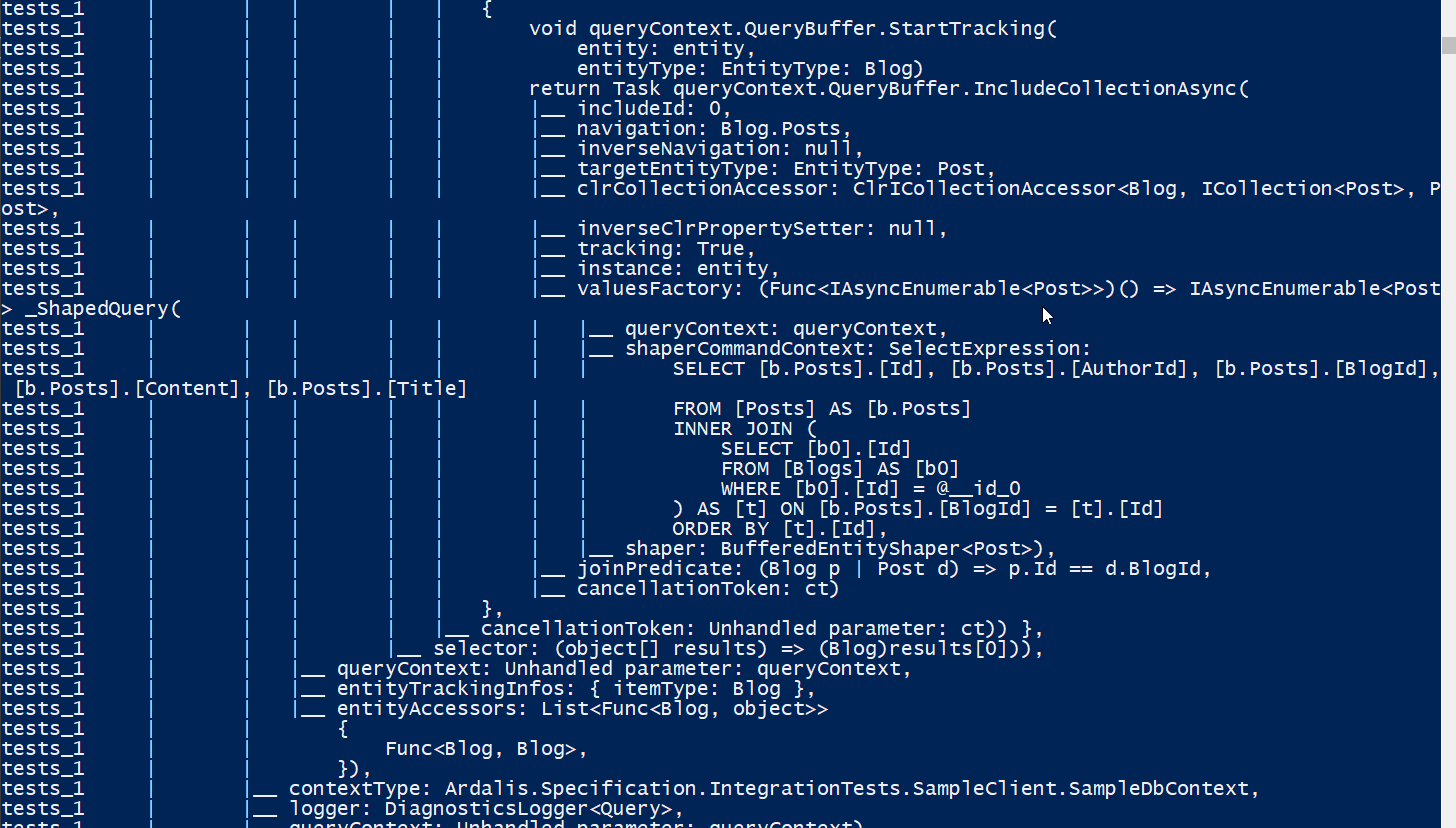 tests_1      |       |   |       |   |   {
tests_1      |       |   |       |   |       void queryContext.QueryBuffer.StartTracking(
tests_1      |       |   |       |   |           entity: entity,
tests_1      |       |   |       |   |           entityType: EntityType: Blog)
tests_1      |       |   |       |   |       return Task queryContext.QueryBuffer.IncludeCollectionAsync(
tests_1      |       |   |       |   |       |__ includeId: 0,
tests_1      |       |   |       |   |       |__ navigation: Blog.Posts,
tests_1      |       |   |       |   |       |__ inverseNavigation: null,
tests_1      |       |   |       |   |       |__ targetEntityType: EntityType: Post,
tests_1      |       |   |       |   |       |__ clrCollectionAccessor: ClrICollectionAccessor<Blog, ICollection<Post>, P
ost>,
tests_1      |       |   |       |   |       |__ inverseClrPropertySetter: null,
tests_1      |       |   |       |   |       |__ tracking: True,
tests_1      |       |   |       |   |       |__ instance: entity,
tests_1      |       |   |       |   |       |__ valuesFactory: (Func<IAsyncEnumerable<Post>>)() => IAsyncEnumerable<Post
> _ShapedQuery(
tests_1      |       |   |       |   |       |   |__ queryContext: queryContext,
tests_1      |       |   |       |   |       |   |__ shaperCommandContext: SelectExpression:
tests_1      |       |   |       |   |       |   |       SELECT [b.Posts].[Id], [b.Posts].[AuthorId], [b.Posts].[BlogId],
 [b.Posts].[Content], [b.Posts].[Title]
tests_1      |       |   |       |   |       |   |       FROM [Posts] AS [b.Posts]
tests_1      |       |   |       |   |       |   |       INNER JOIN (
tests_1      |       |   |       |   |       |   |           SELECT [b0].[Id]
tests_1      |       |   |       |   |       |   |           FROM [Blogs] AS [b0]
tests_1      |       |   |       |   |       |   |           WHERE [b0].[Id] = @__id_0
tests_1      |       |   |       |   |       |   |       ) AS [t] ON [b.Posts].[BlogId] = [t].[Id]
tests_1      |       |   |       |   |       |   |       ORDER BY [t].[Id],
tests_1      |       |   |       |   |       |   |__ shaper: BufferedEntityShaper<Post>),
tests_1      |       |   |       |   |       |__ joinPredicate: (Blog p | Post d) => p.Id == d.BlogId,
tests_1      |       |   |       |   |       |__ cancellationToken: ct)
tests_1      |       |   |       |   |   },
tests_1      |       |   |       |   |__ cancellationToken: Unhandled parameter: ct)) },
tests_1      |       |   |       |__ selector: (object[] results) => (Blog)results[0])),
tests_1      |       |   |__ queryContext: Unhandled parameter: queryContext,
tests_1      |       |   |__ entityTrackingInfos: { itemType: Blog },
tests_1      |       |   |__ entityAccessors: List<Func<Blog, object>>
tests_1      |       |       {
tests_1      |       |           Func<Blog, Blog>,
tests_1      |       |       }),
tests_1      |       |__ contextType: Ardalis.Specification.IntegrationTests.SampleClient.SampleDbContext,
tests_1      |       |__ logger: DiagnosticsLogger<Query>,
tests_1      |       |__ queryContext: Unhandled parameter: queryContext)